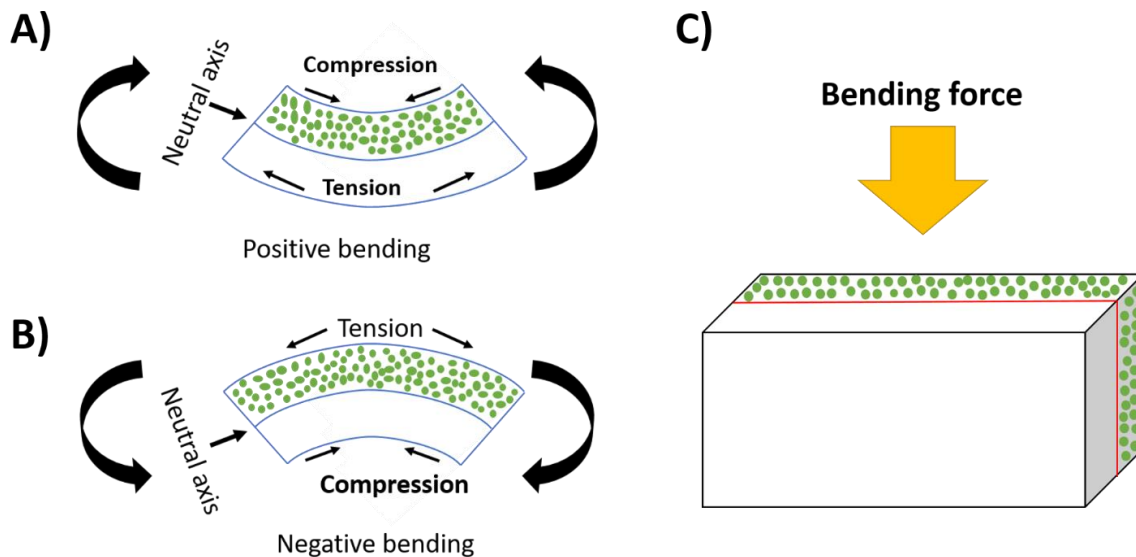 A)
Neutral axis
Compression
Tension
Positive bending
B)
Tension
Neutral axis
Compression
Negative bending
C)
Bending force